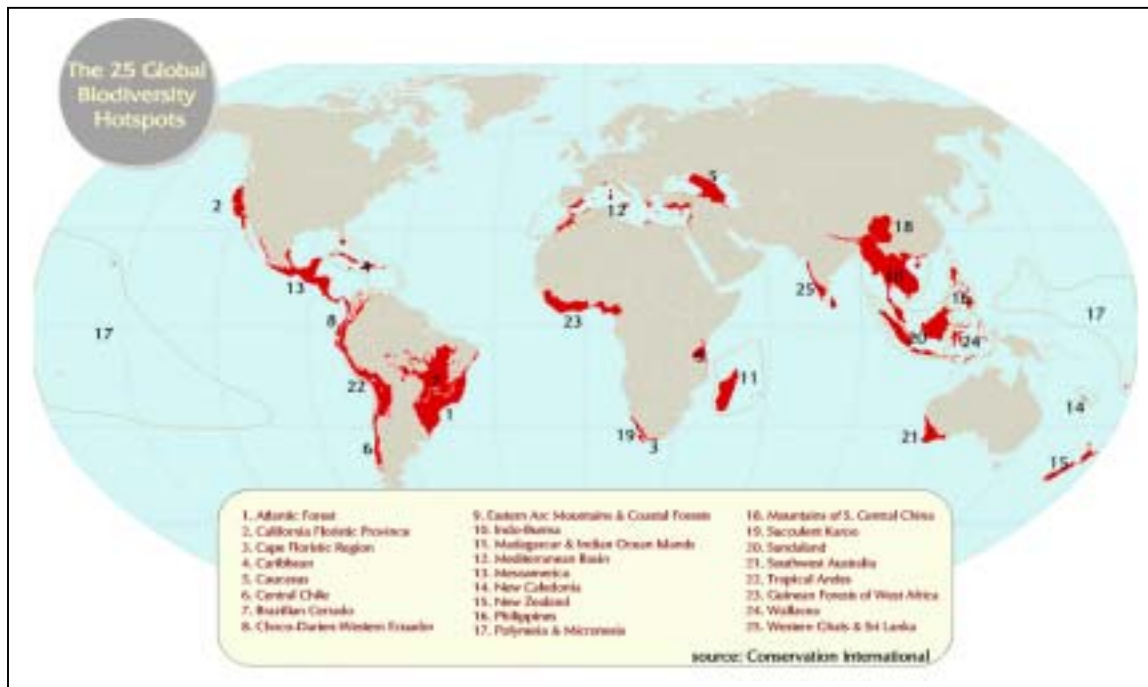 The 25 Global
Biodiversity
Hotspots
2
5
12
18
4
13
25
10
16
8
23
17
17
20
24
7
9
11
22
14
1
19
3
21
6
15
1. Atlantic Forest
2. California Floristic Province
3. Cape Floristic Region
4. Caribbean
5. Caucasus
6. Central Chile
7. Brazilian Cerrado
8. Choco-Darien-Western Ecuador
9. Eastern Arc Mountains & Coastal Forests
10. Indo-Burma
11. Madagascar & Indian Ocean Islands
12. Mediterranean Basin
13. Mesoamerica
14. New Caledonia
15. New Zealand
16. Philippines
17. Polynesia & Micronesia
18. Mountains of S. Central China
19. Succulent Karoo
20. Sundaland
21. Southwest Australia
22. Tropical Andes
23. Guinean Forests of West Africa
24. Wallacea
25. Western Ghats & Sri Lanka
source: Conservation International